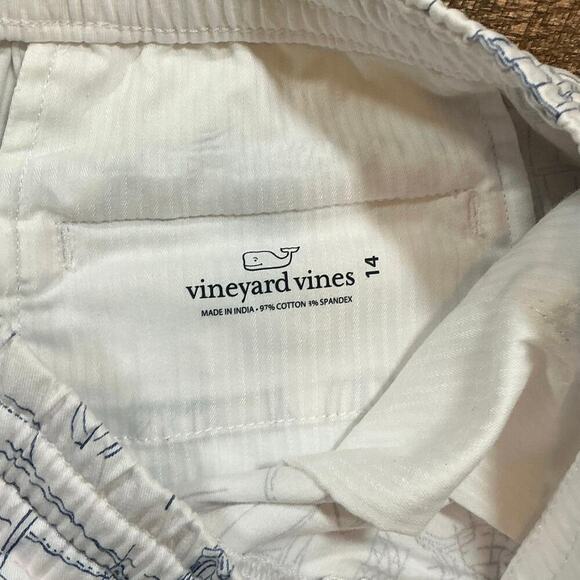 vineyard vines
14
MADE IN INDIA • 97% COTTON 3% SPANDEX